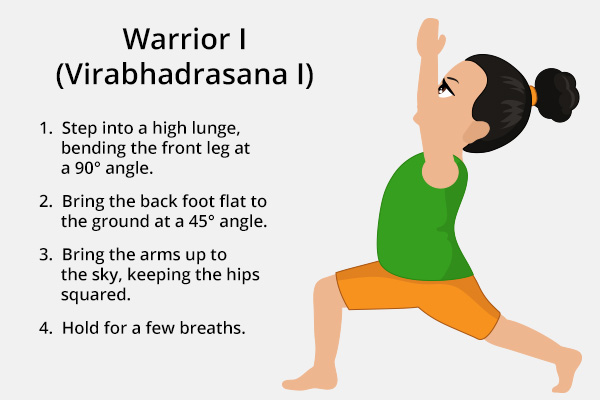 Warrior I
(Virabhadrasana I)
1. Step into a high lunge,
bending the front leg at
a 90° angle.
2. Bring the back foot flat to
the ground at a 45° angle.
3. Bring the arms up to
the sky, keeping the hips
squared.
4. Hold for a few breaths.